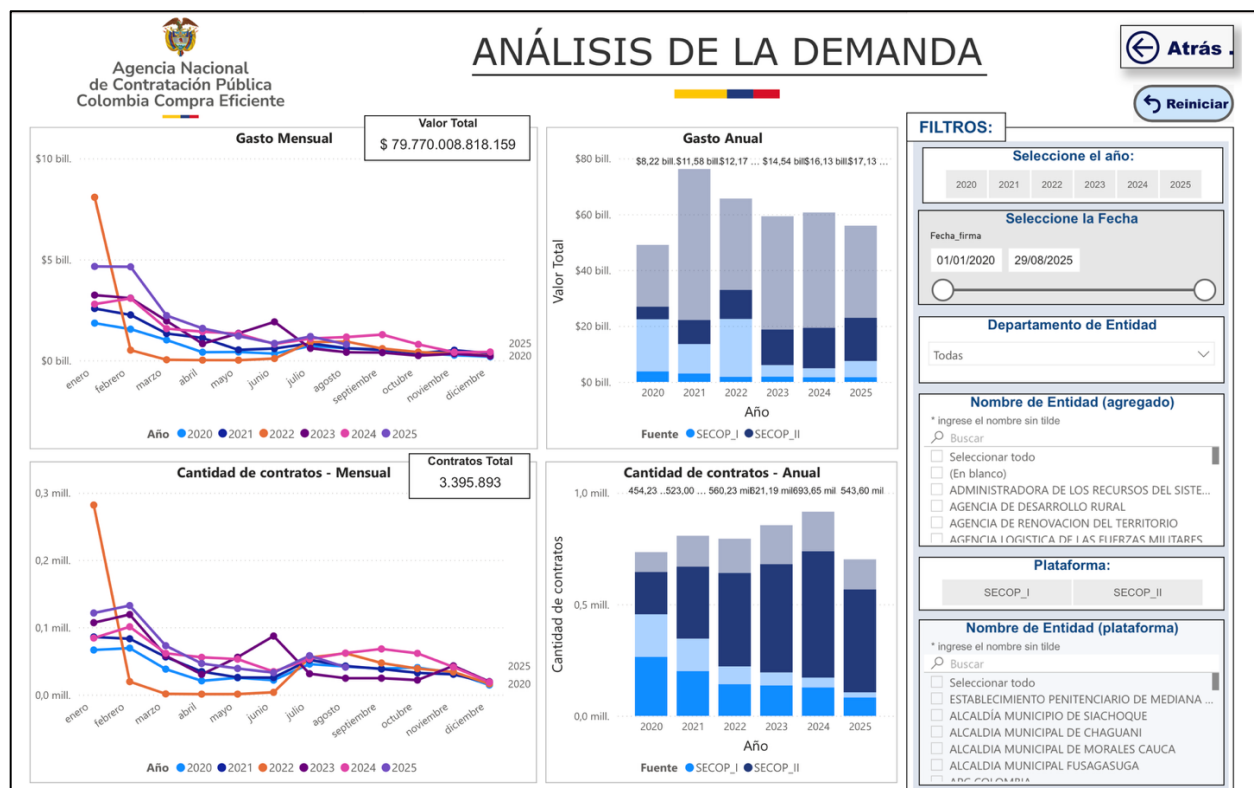 Agencia Nacional
de Contratación Pública
Colombia Compra Eficiente
ANÁLISIS DE LA DEMANDA
Atrás .
Reiniciar
Gasto Mensual
Valor Total
$ 79.770.008.818.159
$10 bill.
$5 bill.
$0 bill.
2025
2020
enero
febrero
marzo
abril
mayo
junio
julio
agosto
septiembre
octubre
noviembre
diciembre
Año 2020 2021 2022 2023 2024 2025
Gasto Anual
$80 bill.
$60 bill.
$40 bill.
$20 bill.
$0 bill.
Valor Total
$8,22 bill. $11,58 bill. $12,17 … $14,54 bill. $16,13 bill. $17,13 …
2020 2021 2022 2023 2024 2025
Año
Fuente SECOP_I SECOP_II
Cantidad de contratos - Mensual
Contratos Total
3.395.893
0,3 mill.
0,2 mill.
0,1 mill.
0,0 mill.
2025
2020
enero
febrero
marzo
abril
mayo
junio
julio
agosto
septiembre
octubre
noviembre
diciembre
Año 2020 2021 2022 2023 2024 2025
Cantidad de contratos - Anual
1,0 mill.
0,5 mill.
0,0 mill.
Cantidad de contratos
454,23 … 523,00 … 560,23 mil 621,19 mil 693,65 mil 543,60 mil
2020 2021 2022 2023 2024 2025
Año
Fuente SECOP_I SECOP_II
FILTROS:
Seleccione el año:
2020 2021 2022 2023 2024 2025
Seleccione la Fecha
Fecha_firma
01/01/2020 29/08/2025
Departamento de Entidad
Todas
Nombre de Entidad (agregado)
* ingrese el nombre sin tilde
Buscar
Seleccionar todo
(En blanco)
ADMINISTRADORA DE LOS RECURSOS DEL SISTE...
AGENCIA DE DESARROLLO RURAL
AGENCIA DE RENOVACION DEL TERRITORIO
AGENCIA LOGISTICA DE LAS FUERZAS MILITARES
Plataforma:
SECOP_I SECOP_II
Nombre de Entidad (plataforma)
* ingrese el nombre sin tilde
Buscar
Seleccionar todo
ESTABLECIMIENTO PENITENCIARIO DE MEDIANA ...
ALCALDÍA MUNICIPIO DE SIACHOQUE
ALCALDIA MUNICIPAL DE CHAGUANI
ALCALDIA MUNICIPAL DE MORALES CAUCA
ALCALDIA MUNICIPAL FUSAGASUGA